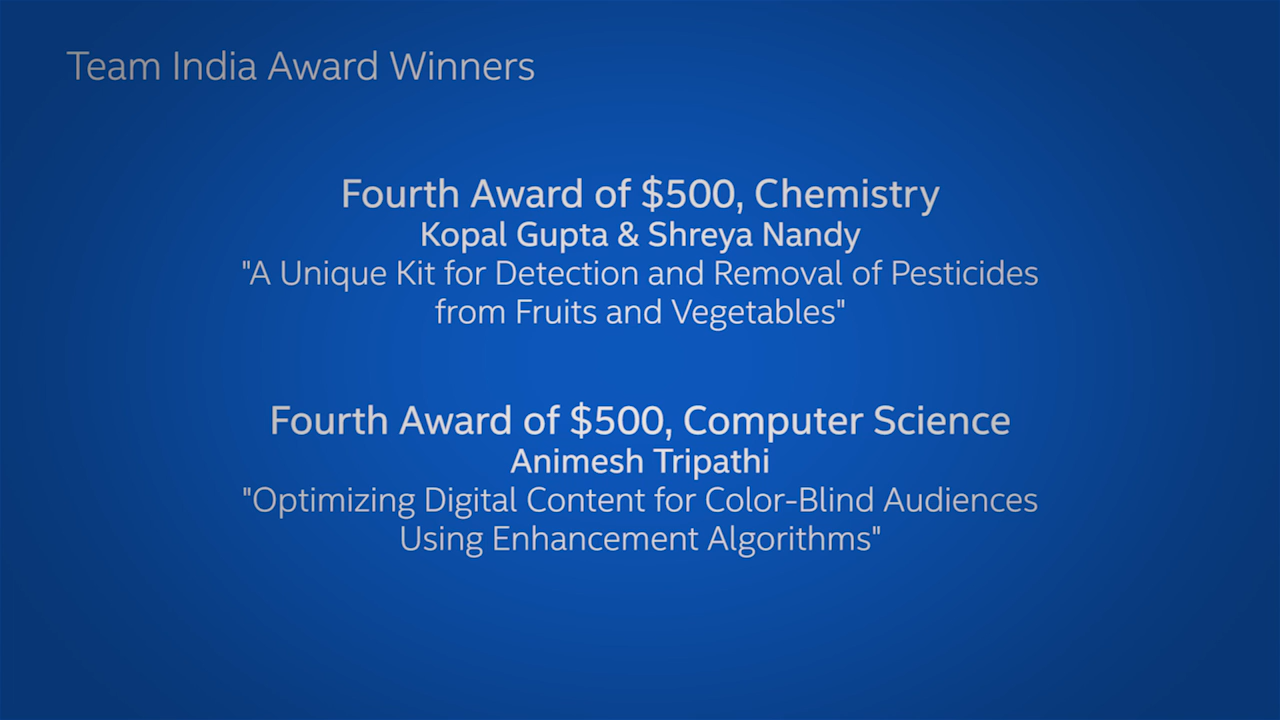 Team India Award Winners
Fourth Award of $500, Chemistry
Kopal Gupta & Shreya Nandy
"A Unique Kit for Detection and Removal of Pesticides
from Fruits and Vegetables"
Fourth Award of $500, Computer Science
Animesh Tripathi
"Optimizing Digital Content for Color-Blind Audiences
Using Enhancement Algorithms"